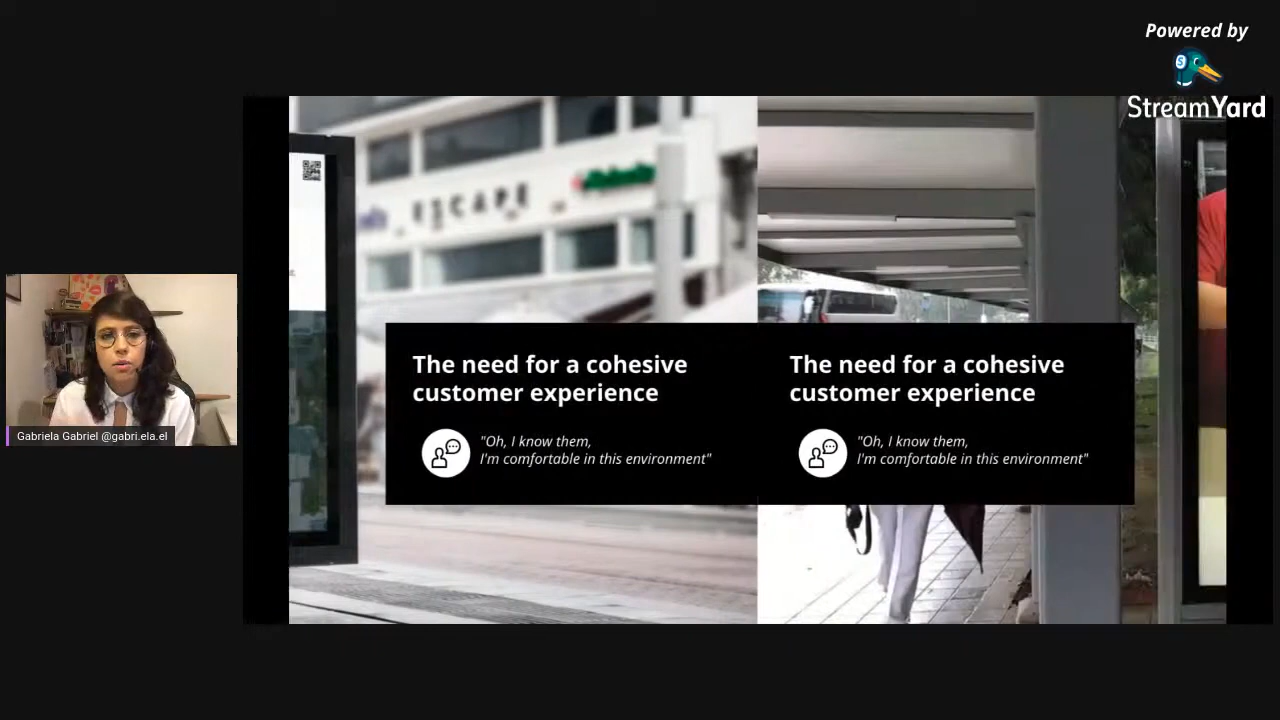 Powered by
StreamYard
ESCAPE
The need for a cohesive
customer experience
"Oh, I know them,
I'm comfortable in this environment"
The need for a cohesive
customer experience
"Oh, I know them,
I'm comfortable in this environment"
Gabriela Gabriel @gabri.ela.el